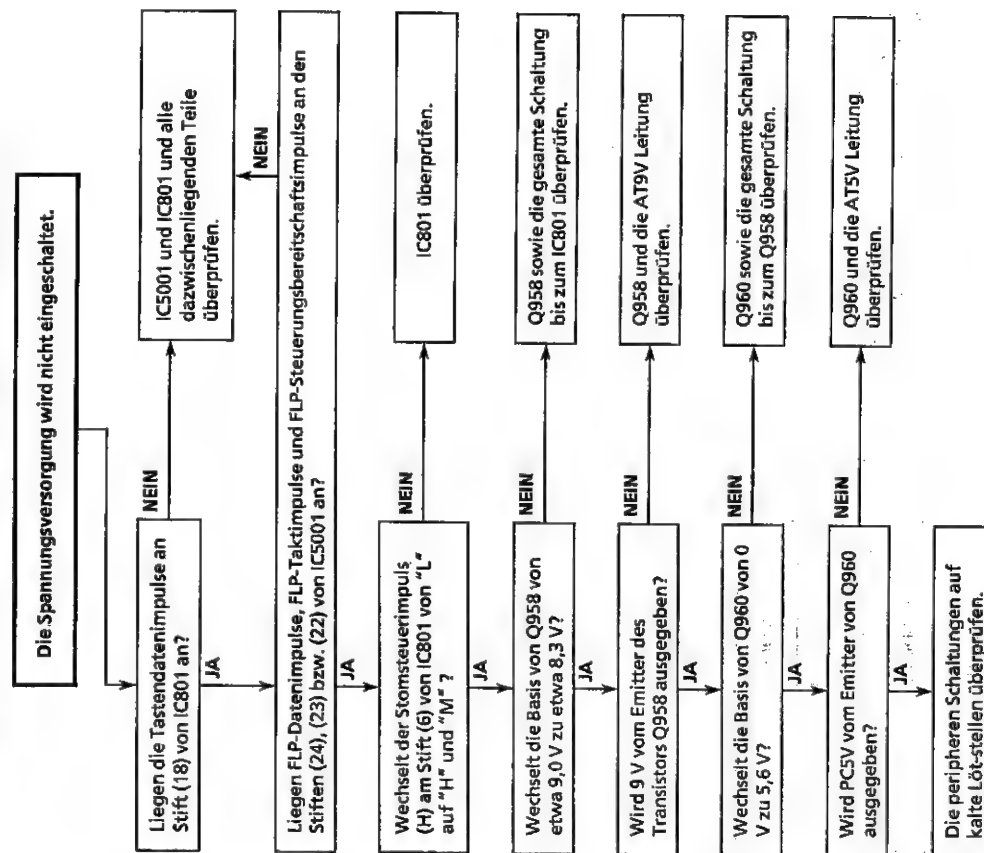 Die Spannungsversorgung wird nicht eingeschaltet.
Liegen die Tastendatenimpulse an
Stift (18) von IC801 an?
NEIN
IC5001 und IC801 und alle
dazwischenliegenden Teile
überprüfen.
JA
NEIN
Liegen FLP-Datenimpulse, FLP-Taktimpulse und FLP-Steuerungsbereitschaftsimpulse an den
Stiften (24), (23) bzw. (22) von IC5001 an?
JA
Wechselt der Stomsteuerimpuls
(H) am Stift (6) von IC801 von "L"
auf "H" und "M" ?
NEIN
IC801 überprüfen.
JA
Wechselt die Basis von Q958 von
etwa 9,0 V zu etwa 8,3 V?
NEIN
Q958 sowie die gesamte Schaltung
bis zum IC801 überprüfen.
JA
Wird 9 V vom Emitter des
Transistors Q958 ausgegeben?
NEIN
Q958 und die AT9V Leitung
überprüfen.
JA
Wechselt die Basis von Q960 von 0
V zu 5,6 V?
NEIN
Q960 sowie die gesamte Schaltung
bis zum Q958 überprüfen.
JA
Wird PC5V vom Emitter von Q960
ausgegeben?
NEIN
Q960 und die AT5V Leitung
überprüfen.
JA
Die peripheren Schaltungen auf
kalte Löt-stellen überprüfen.